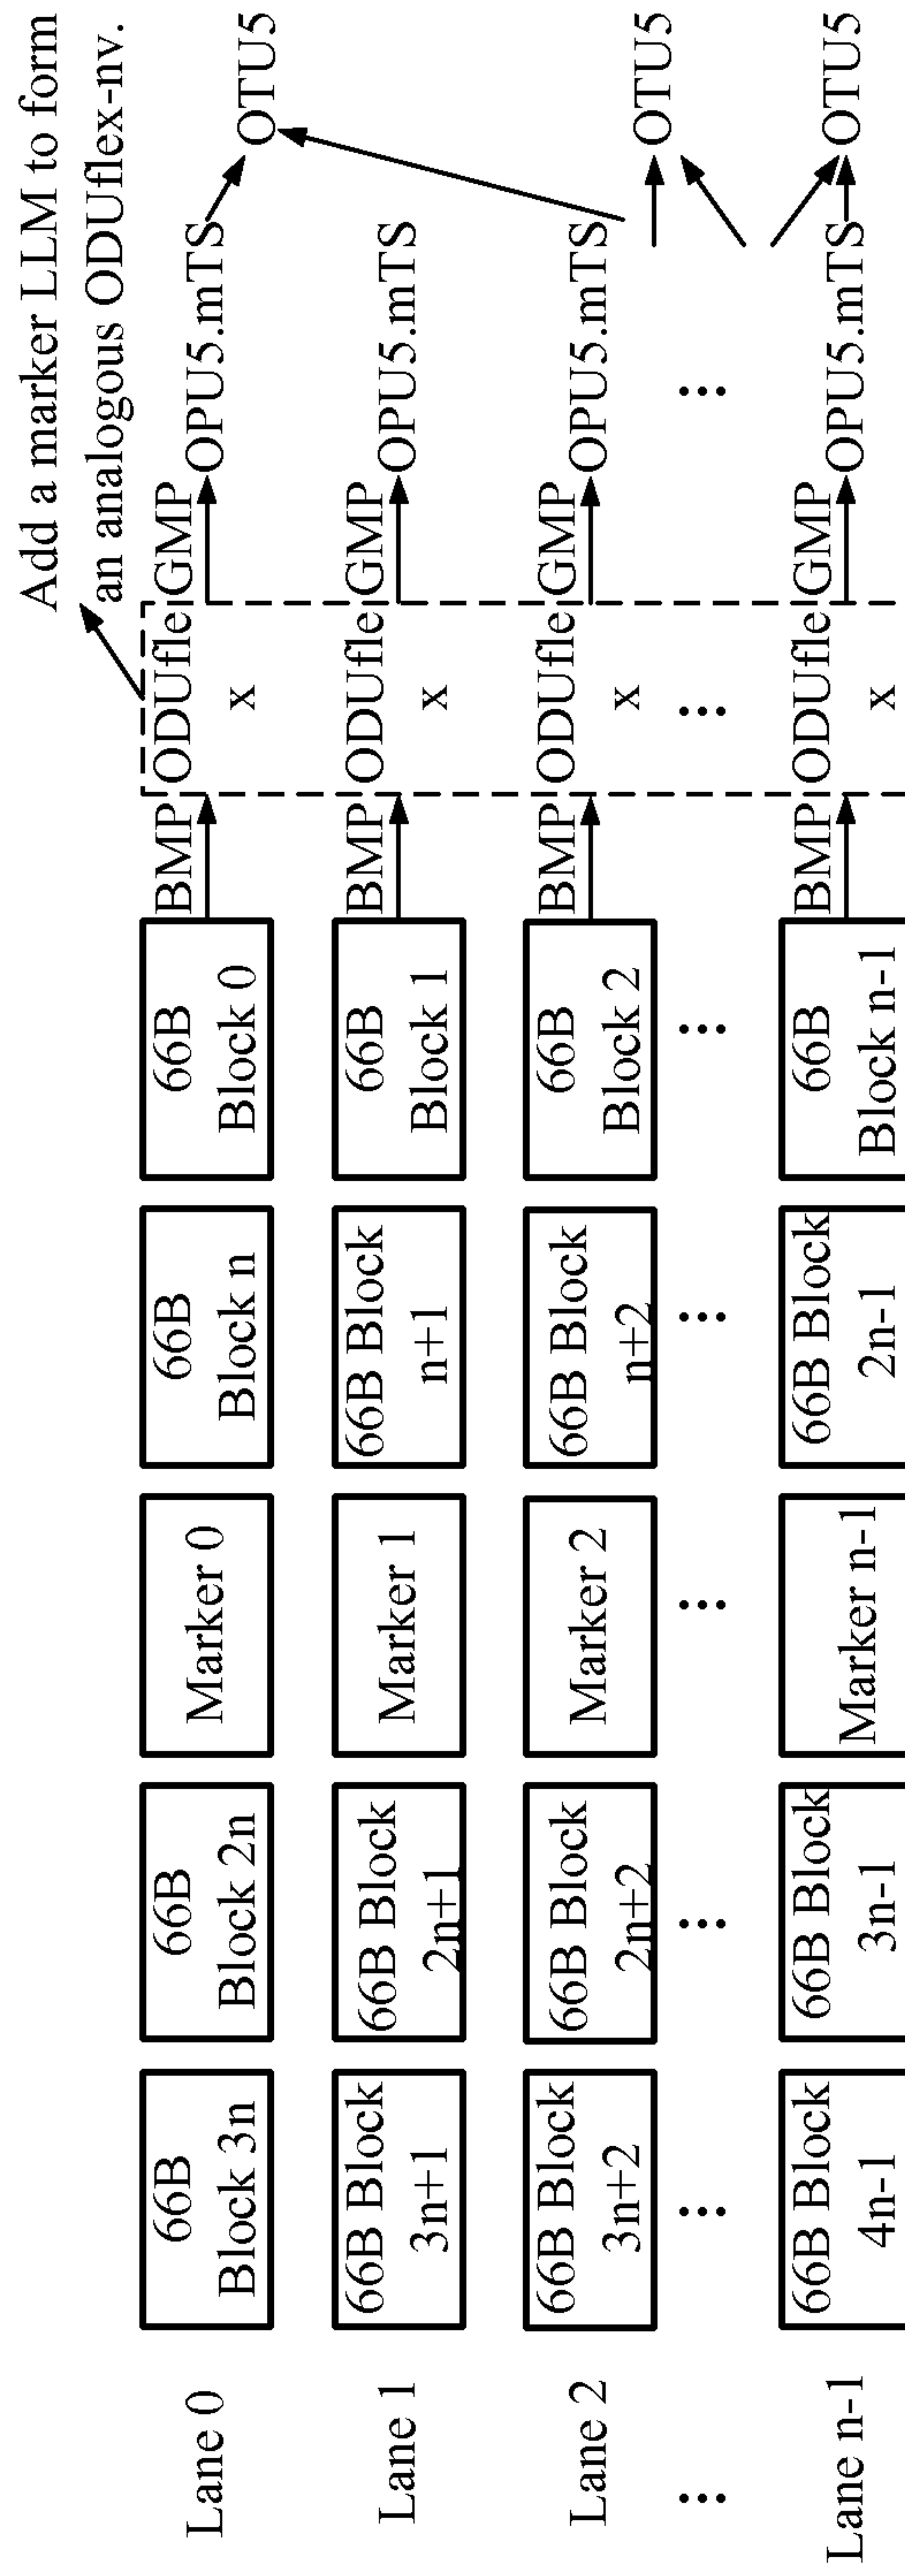 Add a marker LLM to form
an analogous ODUflex-nv.
Lane 0
66B
Block 3n
66B
Block 2n
Marker 0
66B
Block n
66B
Block 0
BMP
ODUfle
x
GMP
OPU5.mTS
OTU5
Lane 1
66B Block
3n+1
66B Block
2n+1
Marker 1
66B Block
n+1
66B
Block 1
BMP
ODUfle
x
GMP
OPU5.mTS
Lane 2
66B Block
3n+2
66B Block
2n+2
Marker 2
66B Block
n+2
66B
Block 2
BMP
ODUfle
x
GMP
OPU5.mTS
OTU5
...
...
...
...
...
...
...
...
Lane n-1
66B Block
4n-1
66B Block
3n-1
Marker n-1
66B Block
2n-1
66B
Block n-1
BMP
ODUfle
x
GMP
OPU5.mTS
OTU5